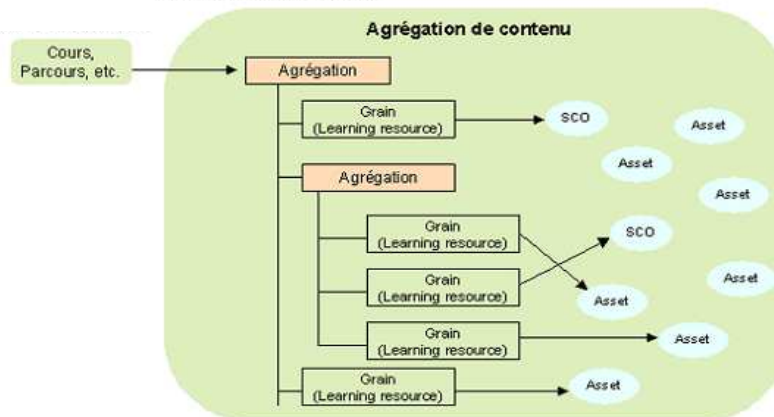 Agrégation de contenu
Cours,
Parcours, etc.
Agrégation
Grain
(Learning resource)
SCO
Asset
Asset
Agrégation
Asset
Grain
(Learning resource)
SCO
Grain
(Learning resource)
Asset
Asset
Grain
(Learning resource)
Asset
Grain
(Learning resource)
Asset